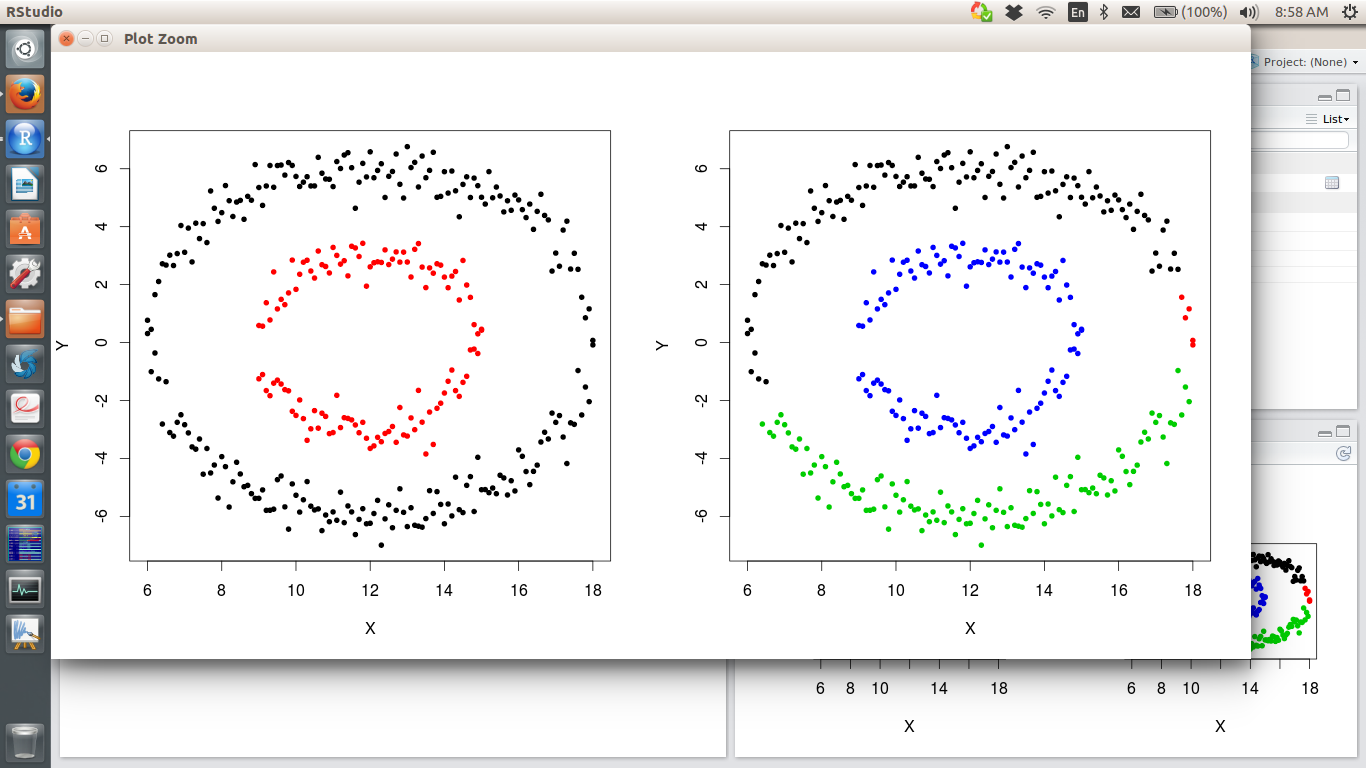 RStudio
En
(100%)
8:58 AM
Plot Zoom
Project: (None)
List
6
4
2
0
-2
-4
-6
Y
6 8 10 12 14 16 18
X
6
4
2
0
-2
-4
-6
Y
6 8 10 12 14 16 18
X
31
6 8 10 14 18
X
6 8 10 14 18
X